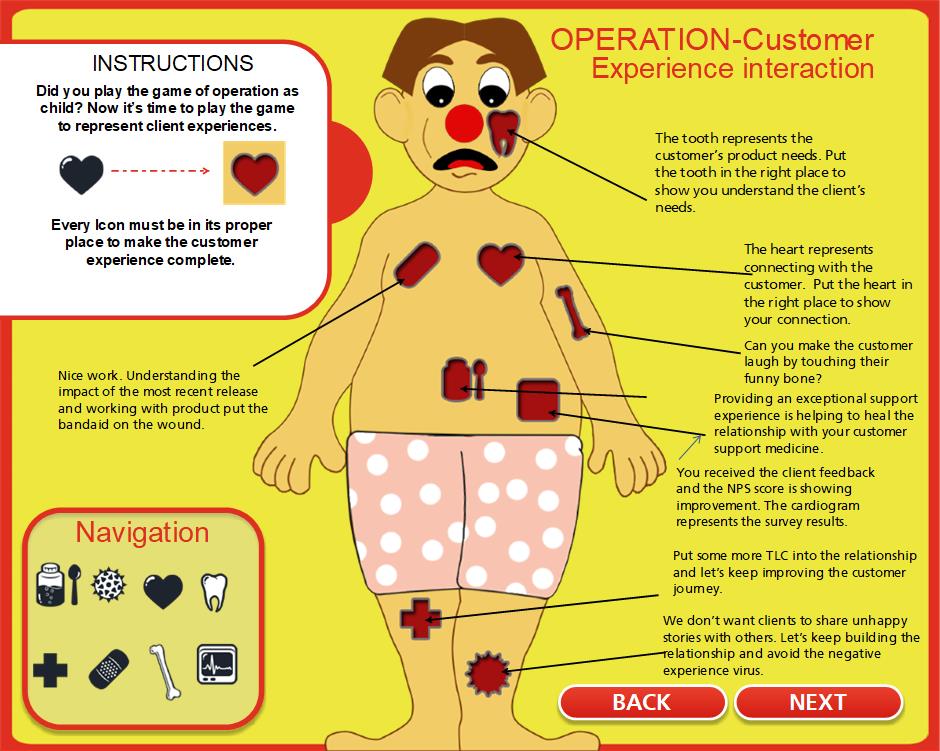 OPERATION-Customer
Experience interaction
INSTRUCTIONS
Did you play the game of operation as
child? Now it's time to play the game
to represent client experiences.
Every Icon must be in its proper
place to make the customer
experience complete.
The tooth represents the
customer's product needs. Put
the tooth in the right place to
show you understand the client's
needs.
The heart represents
connecting with the
customer. Put the heart in
the right place to show
your connection.
Can you make the customer
laugh by touching their
funny bone?
Nice work. Understanding the
impact of the most recent release
and working with product put the
bandaid on the wound.
Providing an exceptional support
experience is helping to heal the
relationship with your customer
support medicine.
You received the client feedback
and the NPS score is showing
improvement. The cardiogram
represents the survey results.
Put some more TLC into the relationship
and let's keep improving the customer
journey.
We don't want clients to share unhappy
stories with others. Let's keep building the
relationship and avoid the negative
experience virus.
Navigation
BACK
NEXT